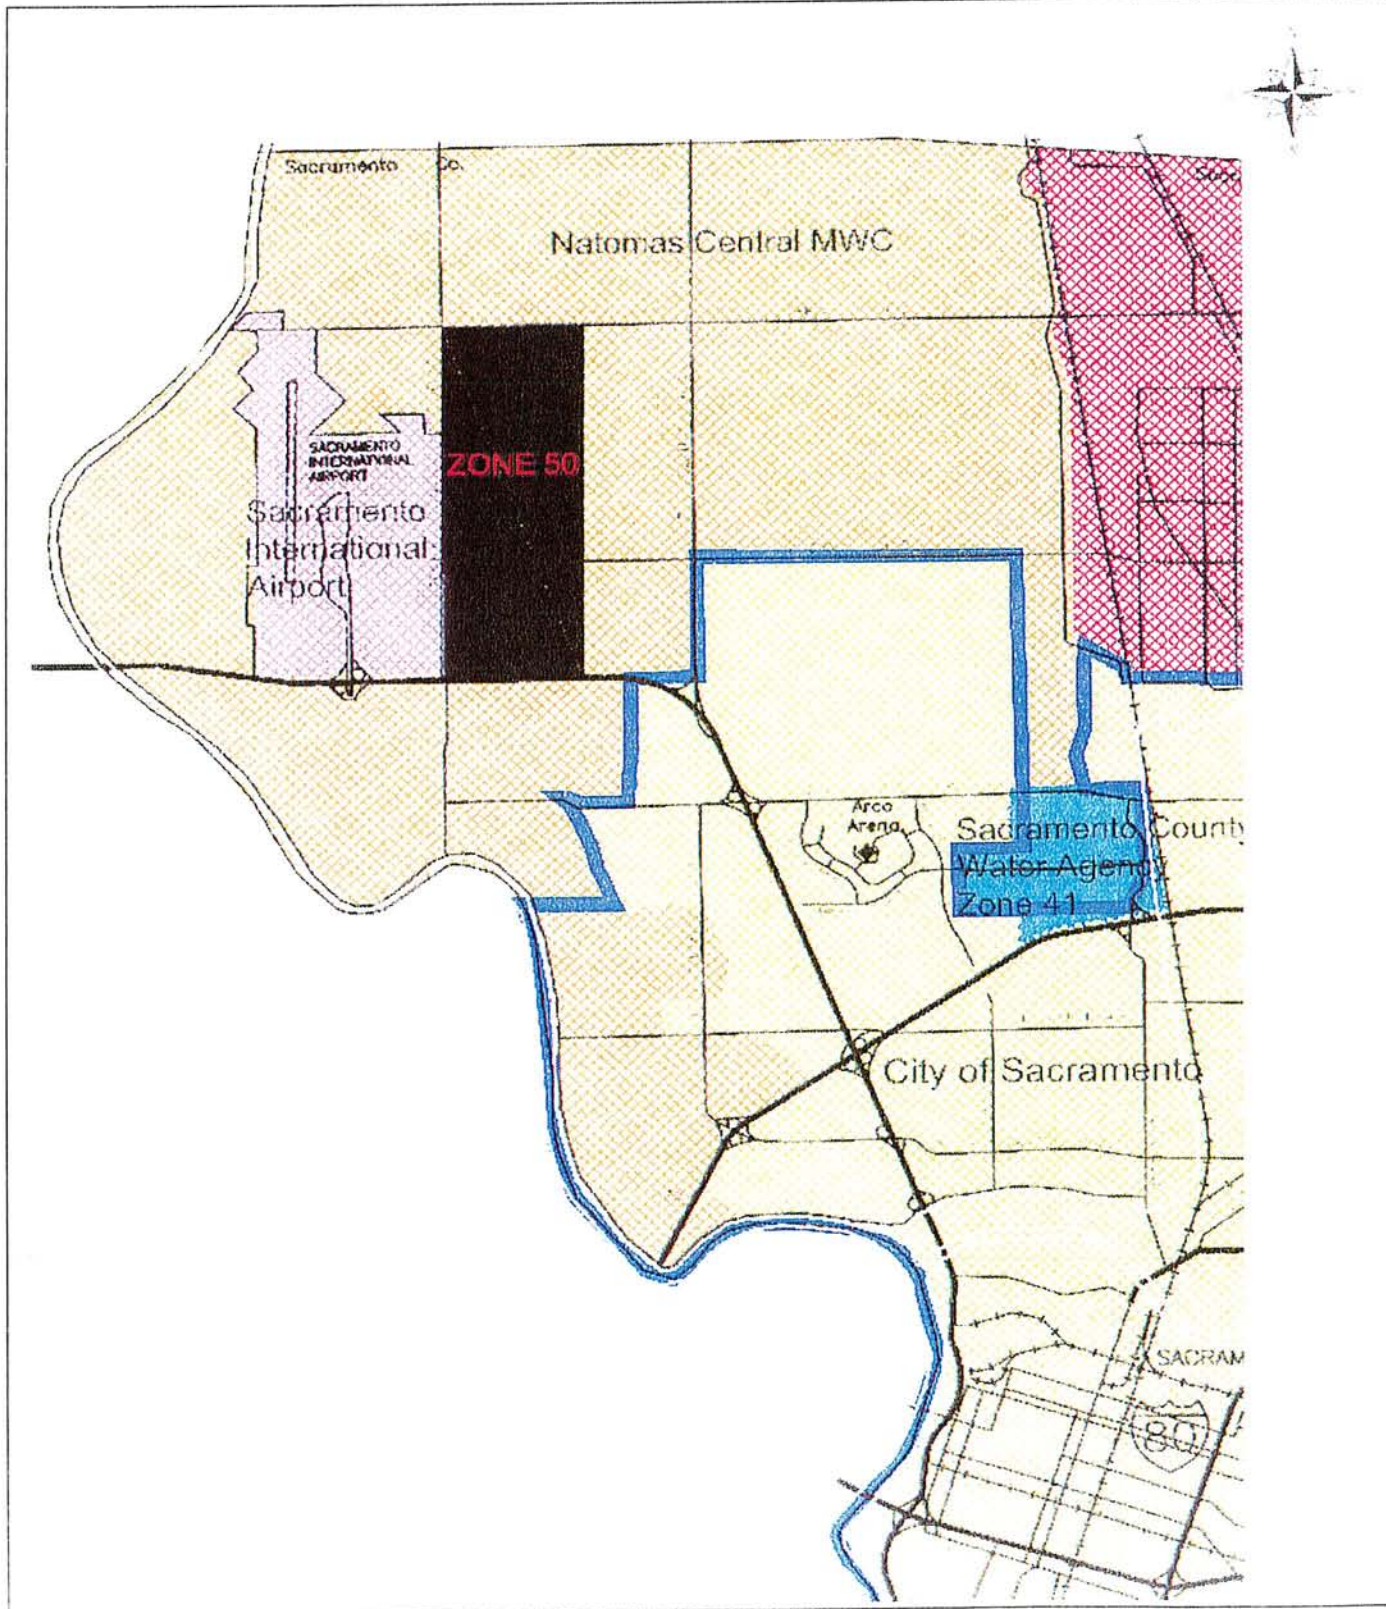 Sacramento Co.
Natomas Central MWC
SACRAMENTO
INTERNATIONAL
AIRPORT
ZONE 50
Sacramento
International
Airport
Arco
Arena
Sacramento County
Water Agency
Zone 41
City of Sacramento
SACRAM
80